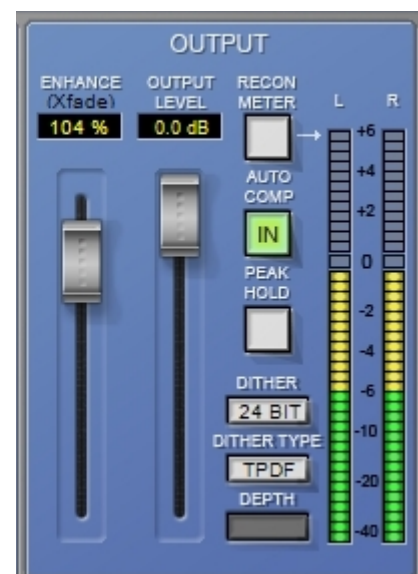 OUTPUT
ENHANCE
(Xfade)
104 %
OUTPUT
LEVEL
0.0 dB
RECON
METER
AUTO
COMP
IN
PEAK
HOLD
DITHER
24 BIT
DITHER TYPE
TPDF
DEPTH
L R
+6
+4
+2
0
-2
-4
-6
-10
-20
-40